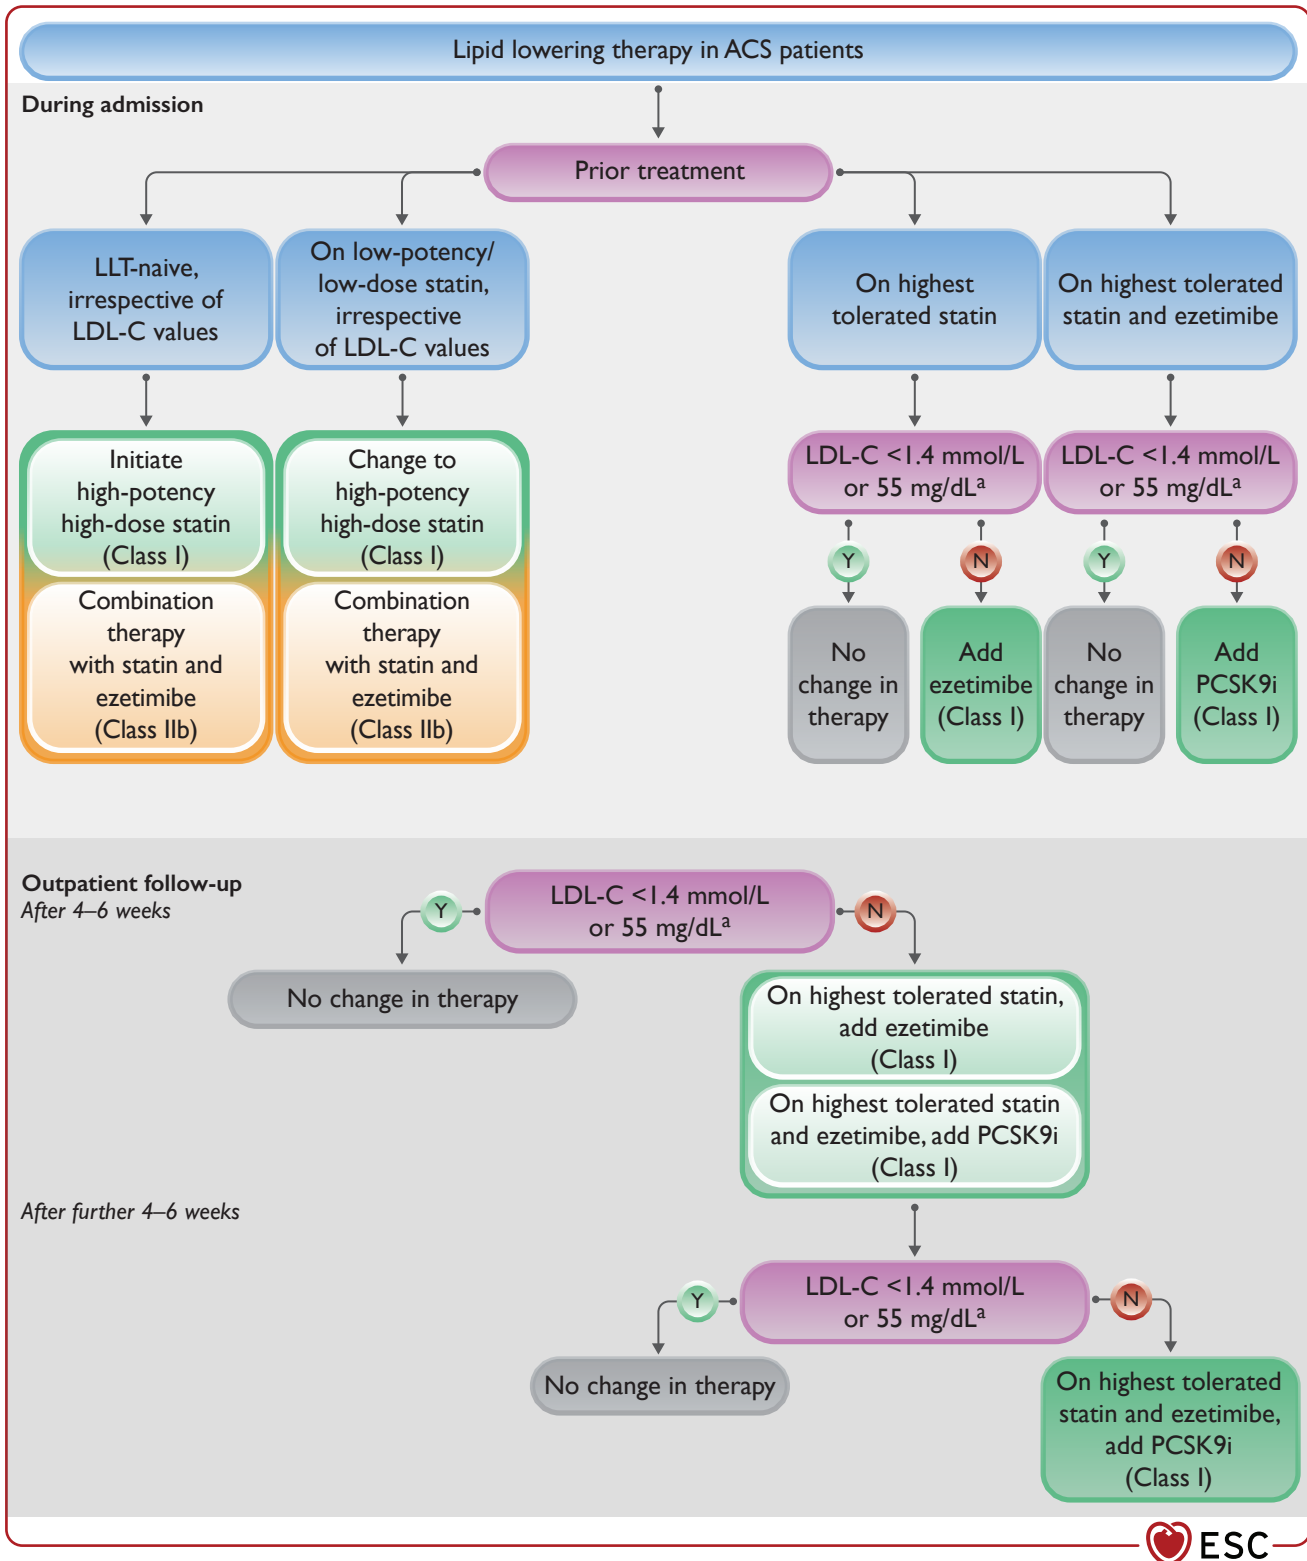 Lipid lowering therapy in ACS patients
During admission
Prior treatment
LLT-naive,
irrespective of
LDL-C values
On low-potency/
low-dose statin,
irrespective
of LDL-C values
On highest
tolerated statin
On highest tolerated
statin and ezetimibe
Initiate
high-potency
high-dose statin
(Class I)
Combination
therapy
with statin and
ezetimibe
(Class IIb)
Change to
high-potency
high-dose statin
(Class I)
Combination
therapy
with statin and
ezetimibe
(Class IIb)
LDL-C <1.4 mmol/L
or 55 mg/dLᵃ
Y
N
No
change in
therapy
Add
ezetimibe
(Class I)
LDL-C <1.4 mmol/L
or 55 mg/dLᵃ
Y
N
No
change in
therapy
Add
PCSK9i
(Class I)
Outpatient follow-up
After 4–6 weeks
LDL-C <1.4 mmol/L
or 55 mg/dLᵃ
Y
N
No change in therapy
On highest tolerated statin,
add ezetimibe
(Class I)
On highest tolerated statin
and ezetimibe, add PCSK9i
(Class I)
After further 4–6 weeks
LDL-C <1.4 mmol/L
or 55 mg/dLᵃ
Y
N
No change in therapy
On highest tolerated
statin and ezetimibe,
add PCSK9i
(Class I)
ESC